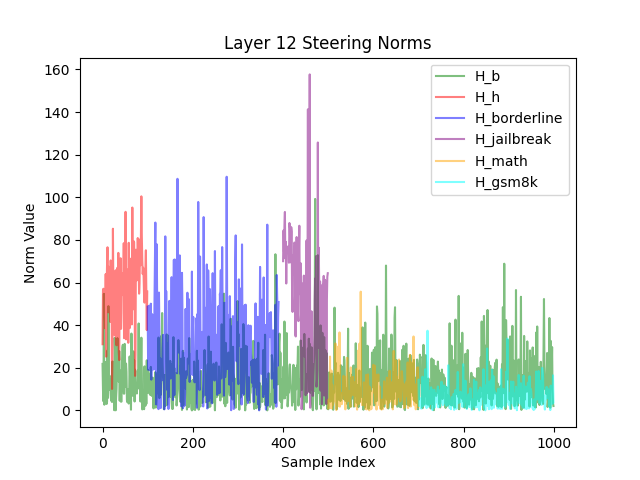 Layer 12 Steering Norms
Norm Value
160
140
120
100
80
60
40
20
0
H_b
H_h
H_borderline
H_jailbreak
H_math
H_gsm8k
0
200
400
600
800
1000
Sample Index